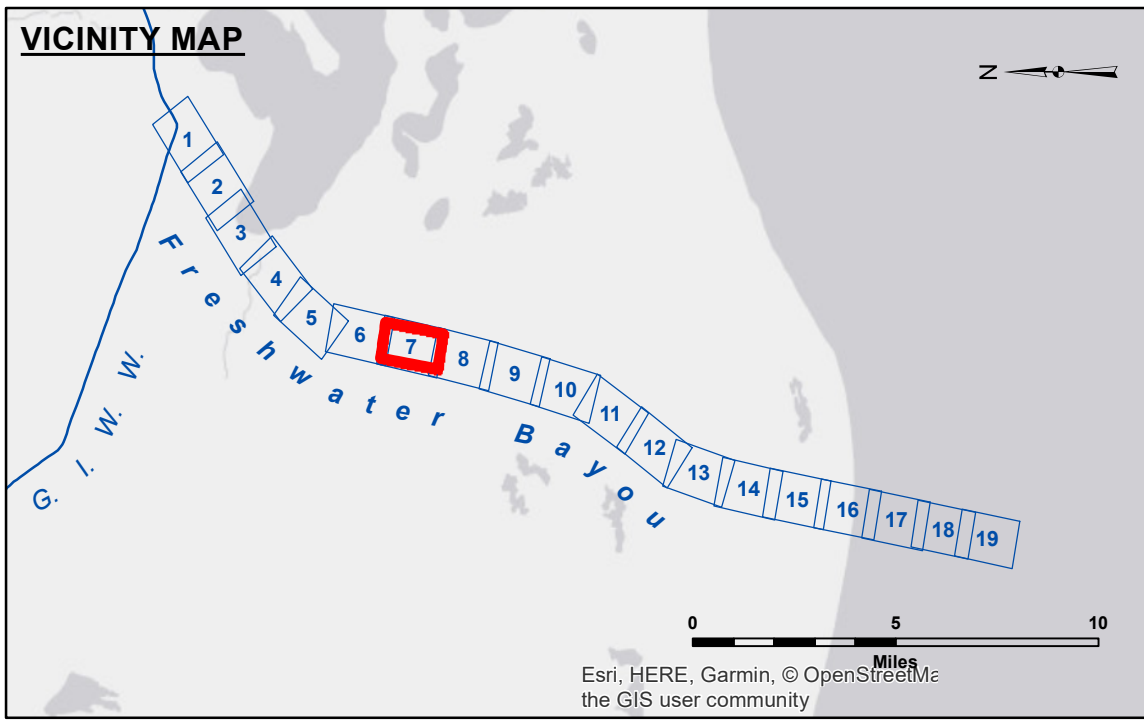 VICINITY MAP
N
1
2
3
4
5
6
7
8
9
10
11
12
13
14
15
16
17
18
19
Freshwater Bayou
G. I. W. W.
0 5 10
Miles
Esri, HERE, Garmin, © OpenStreetMa
the GIS user community